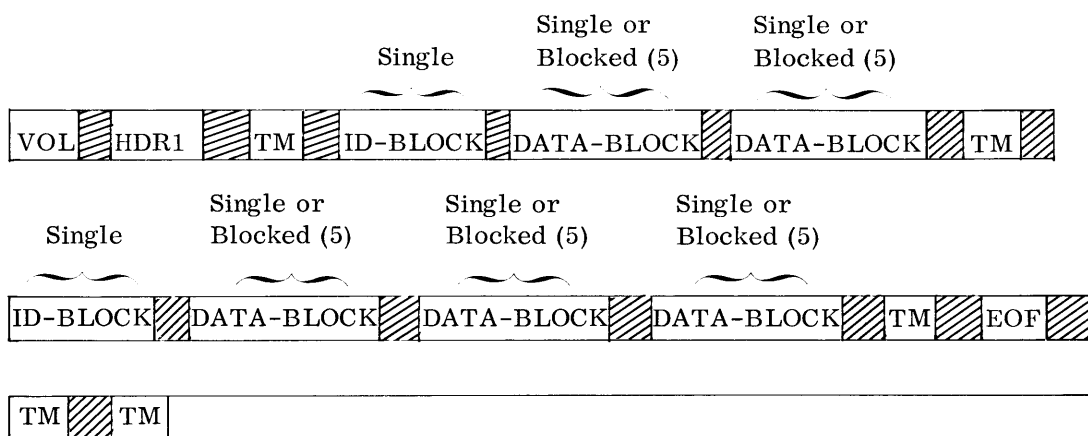 Single or Single or
Single Blocked (5) Blocked (5)
VOL HDR1 TM ID-BLOCK DATA-BLOCK DATA-BLOCK TM
Single or Single or Single or
Single Blocked (5) Blocked (5) Blocked (5)
ID-BLOCK DATA-BLOCK DATA-BLOCK DATA-BLOCK TM EOF
TM TM